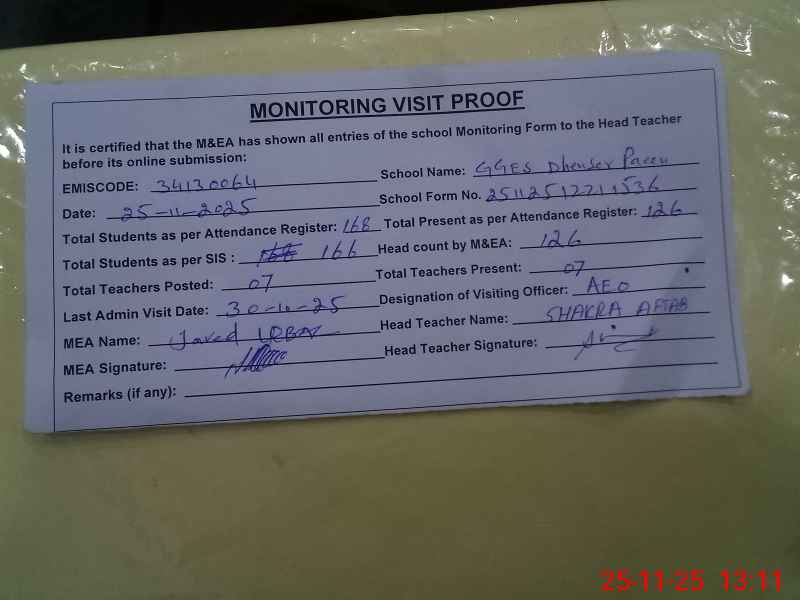 MONITORING VISIT PROOF
It is certified that the M&EA has shown all entries of the school Monitoring Form to the Head Teacher
before its online submission:
EMISCODE: 34130064 School Name: GGES Dhenser Paeen
Date: 25-11-2025 School Form No. 251125122111536
Total Students as per Attendance Register: 168 Total Present as per Attendance Register: 126
Total Students as per SIS : 166 Head count by M&EA: 126
Total Teachers Posted: 07 Total Teachers Present: 07
Last Admin Visit Date: 30-10-25 Designation of Visiting Officer: AEO
MEA Name: Javed IQBAL Head Teacher Name: SHAKRA AFTAB
MEA Signature: Head Teacher Signature:
Remarks (if any):
25-11-25 13:11